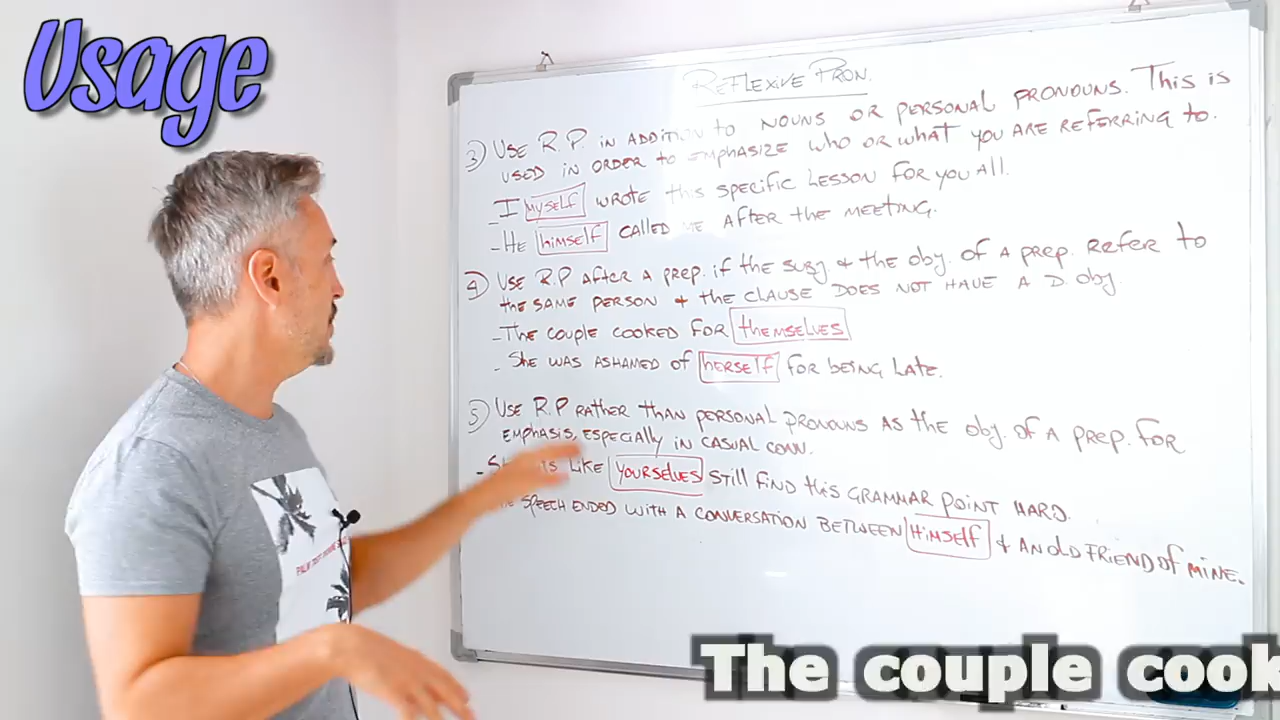 Usage
REFLEXIVE PRON.
③ USE R.P. IN ADDITION to NOUNS OR PERSONAL PRONOUNS. This is
USED IN ORDER to EMPHASIZE Who OR what YOU ARE REFERRING to.
- I myself wrote this specific LESSON FOR you all.
- He himself CALLED ME AFTER the MEETING.
④ USE R.P AFTER A prep. if the subj & the obj. of A prep. REFER to
the SAME PERSON & the CLAUSE DOES NOT HAVE A D. obj.
- The couple COOKED FOR themselves
- She was ASHAMED of herself for being Late.
⑤ USE R.P RAthER thAN PERSONAL PRONOUNS AS the obj. of A prep. FOR
EMPHASIS, ESPECIALLY IN CASUAL CONV.
- LIKE YOURSELVES still FIND this GRAMMAR POINT HARD.
SPEECH ENDED WITH A CONVERSATION BETWEEN HIMSELF & AN OLD FRIEND of MINE.
The couple cook